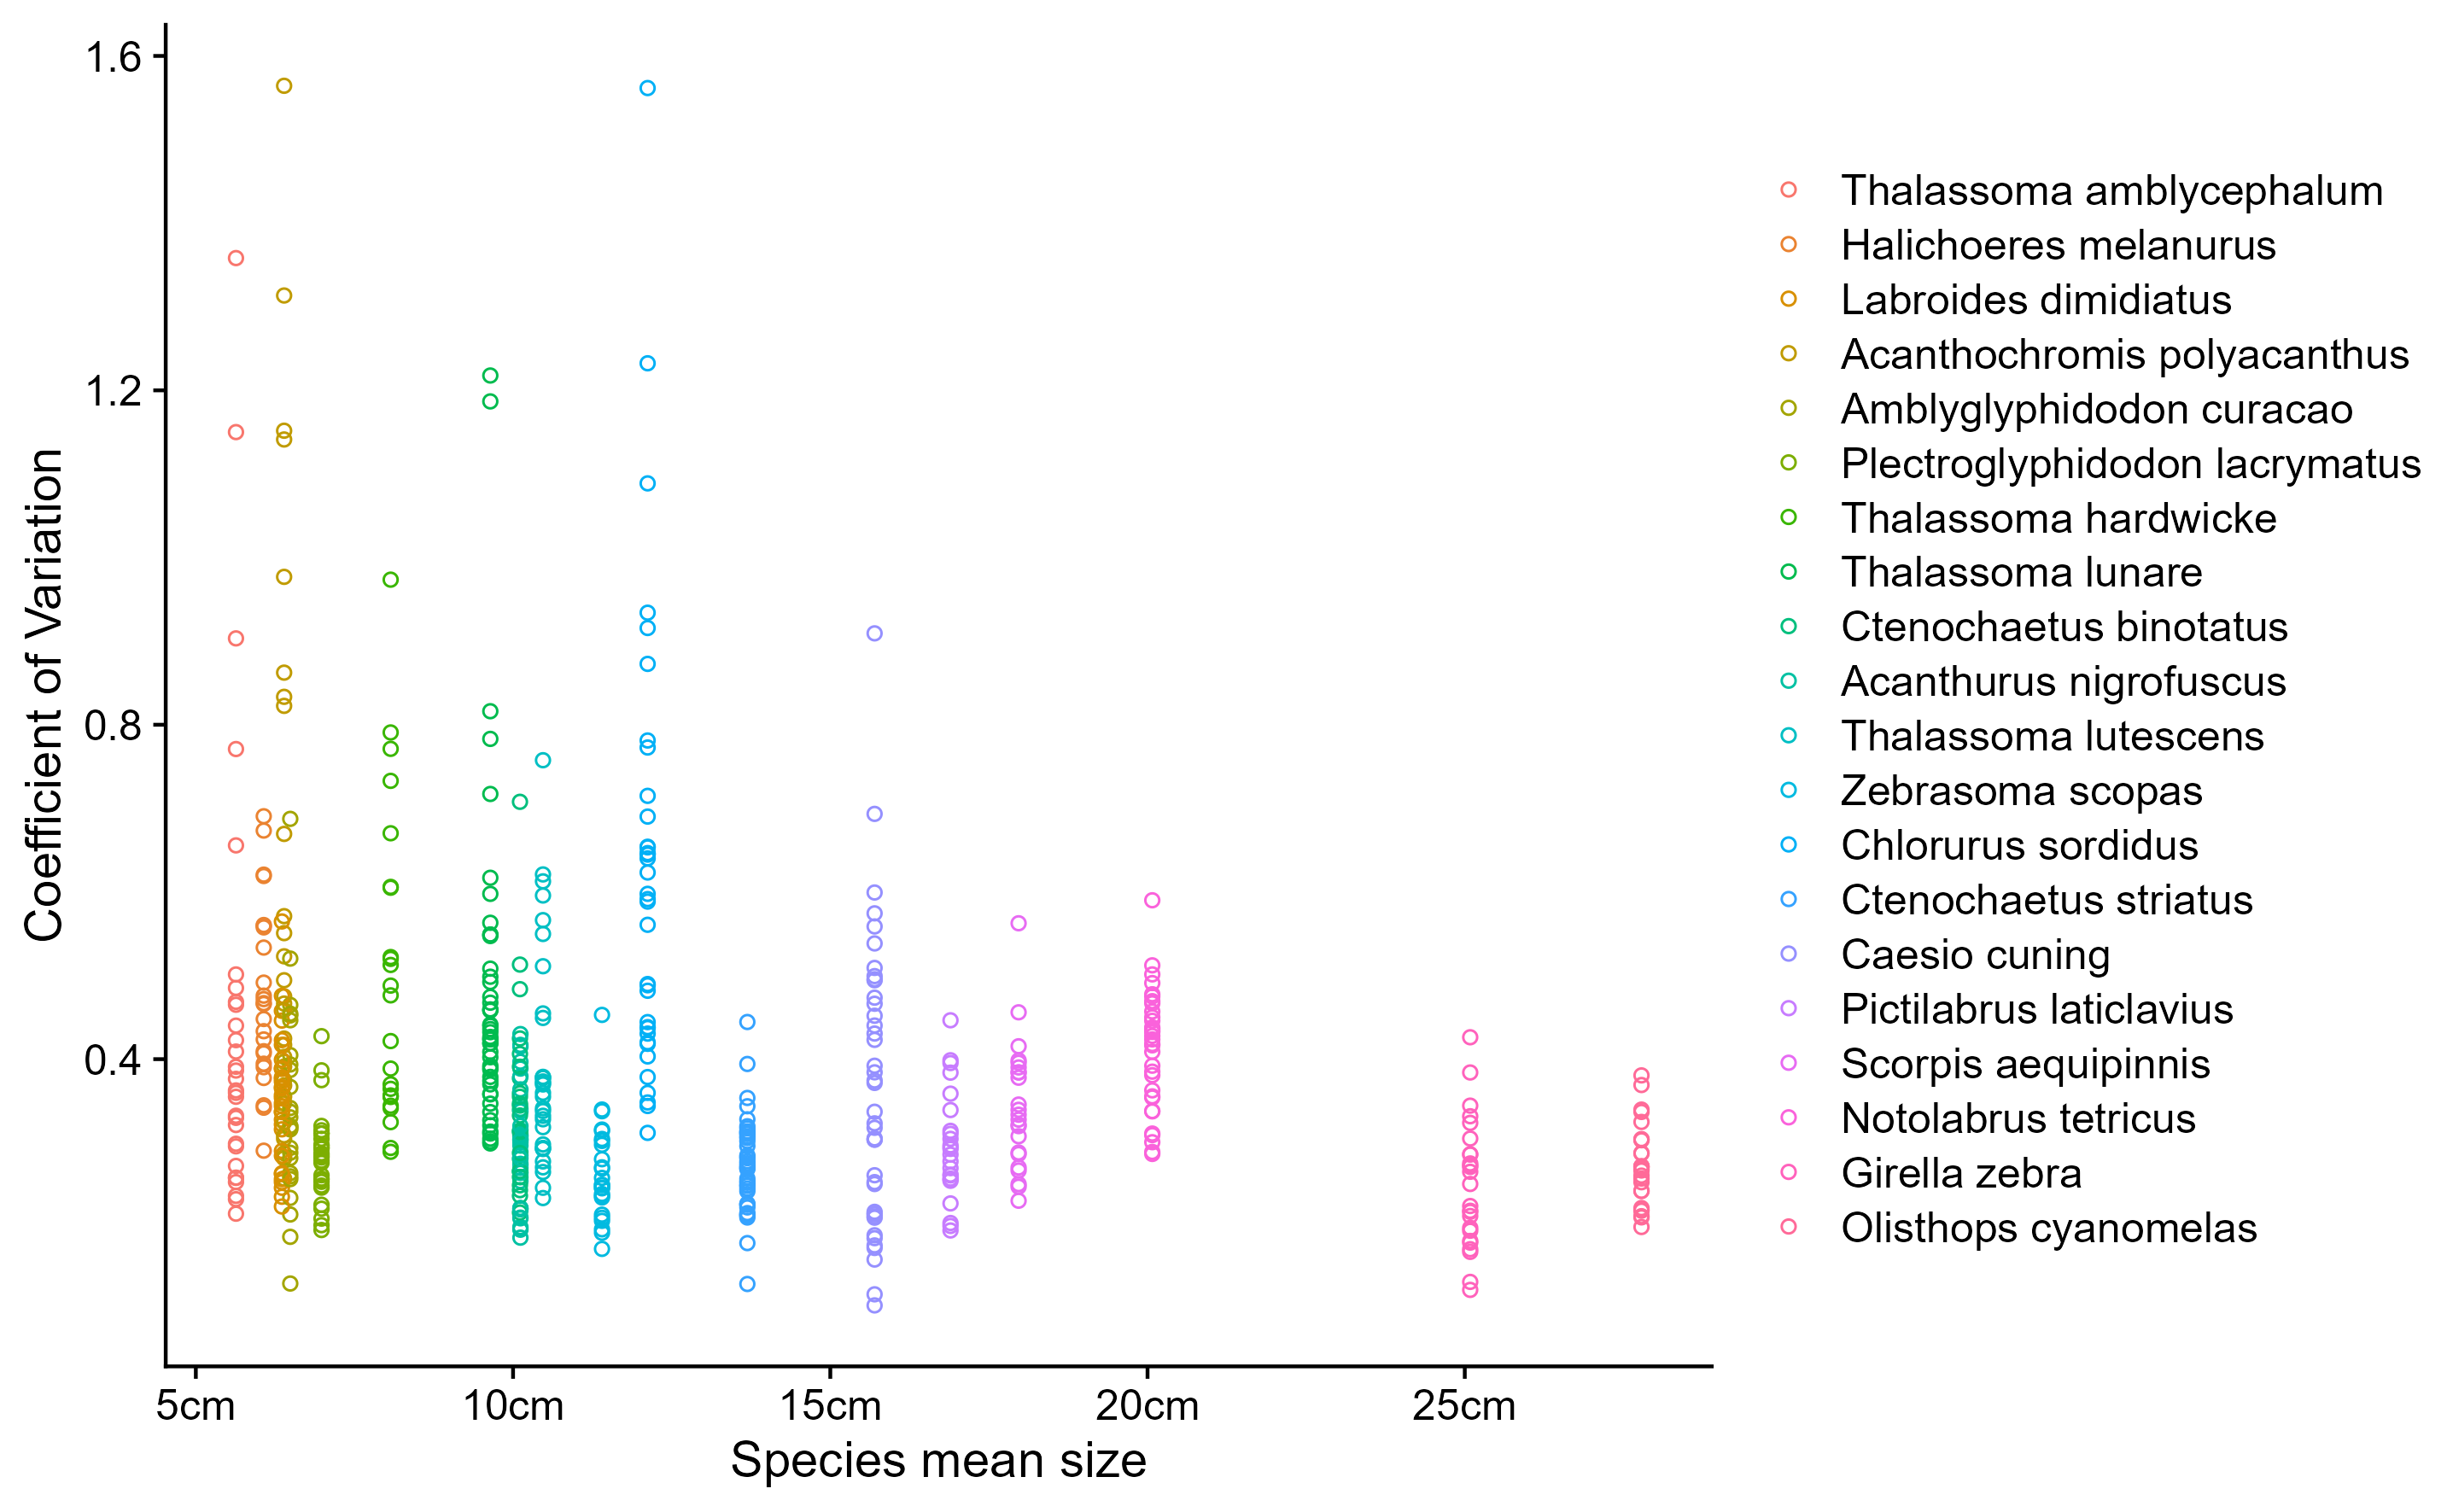 1.6
1.2
0.8
0.4
Coefficient of Variation
5cm
10cm
15cm
20cm
25cm
Species mean size
Thalassoma amblycephalum
Halichoeres melanurus
Labroides dimidiatus
Acanthochromis polyacanthus
Amblyglyphidodon curacao
Plectroglyphidodon lacrymatus
Thalassoma hardwicke
Thalassoma lunare
Ctenochaetus binotatus
Acanthurus nigrofuscus
Thalassoma lutescens
Zebrasoma scopas
Chlorurus sordidus
Ctenochaetus striatus
Caesio cuning
Pictilabrus laticlavius
Scorpis aequipinnis
Notolabrus tetricus
Girella zebra
Olisthops cyanomelas